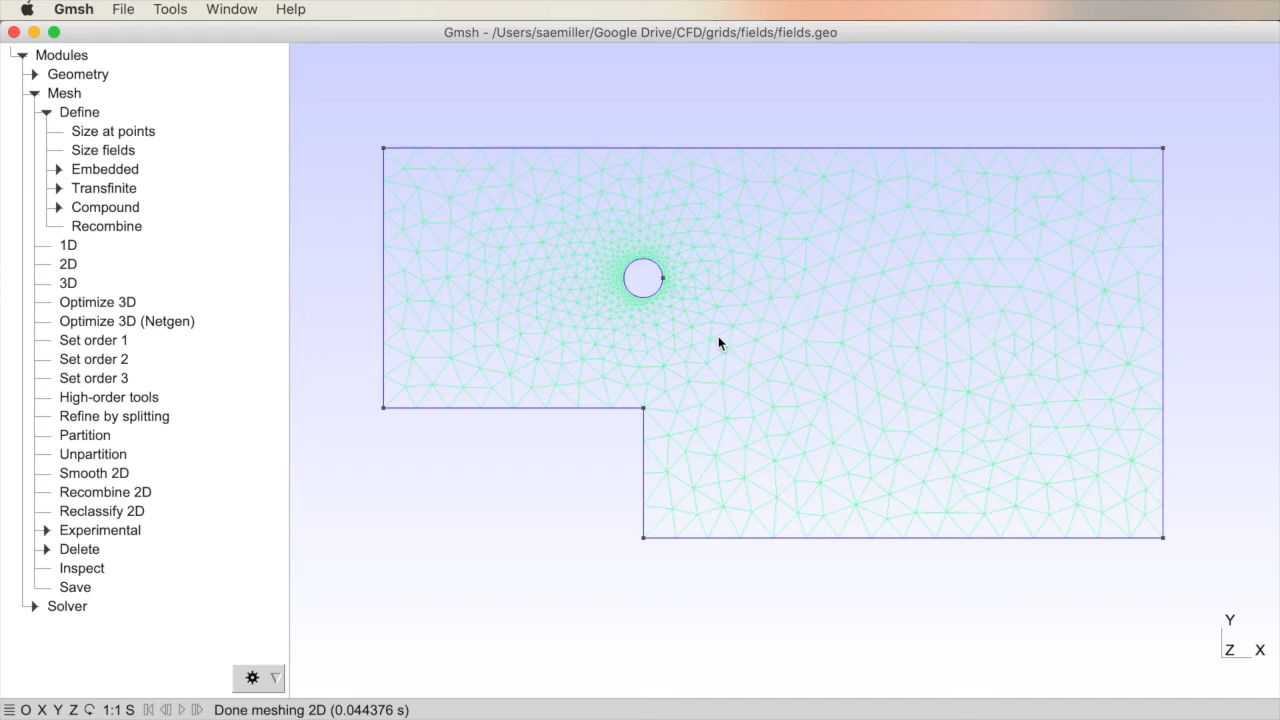 Gmsh File Tools Window Help
Gmsh - /Users/saemiller/Google Drive/CFD/grids/fields/fields.geo
Modules
Geometry
Mesh
Define
Size at points
Size fields
Embedded
Transfinite
Compound
Recombine
1D
2D
3D
Optimize 3D
Optimize 3D (Netgen)
Set order 1
Set order 2
Set order 3
High-order tools
Refine by splitting
Partition
Unpartition
Smooth 2D
Recombine 2D
Reclassify 2D
Experimental
Delete
Inspect
Save
Solver
Y
Z X
O X Y Z 1:1 S Done meshing 2D (0.044376 s)